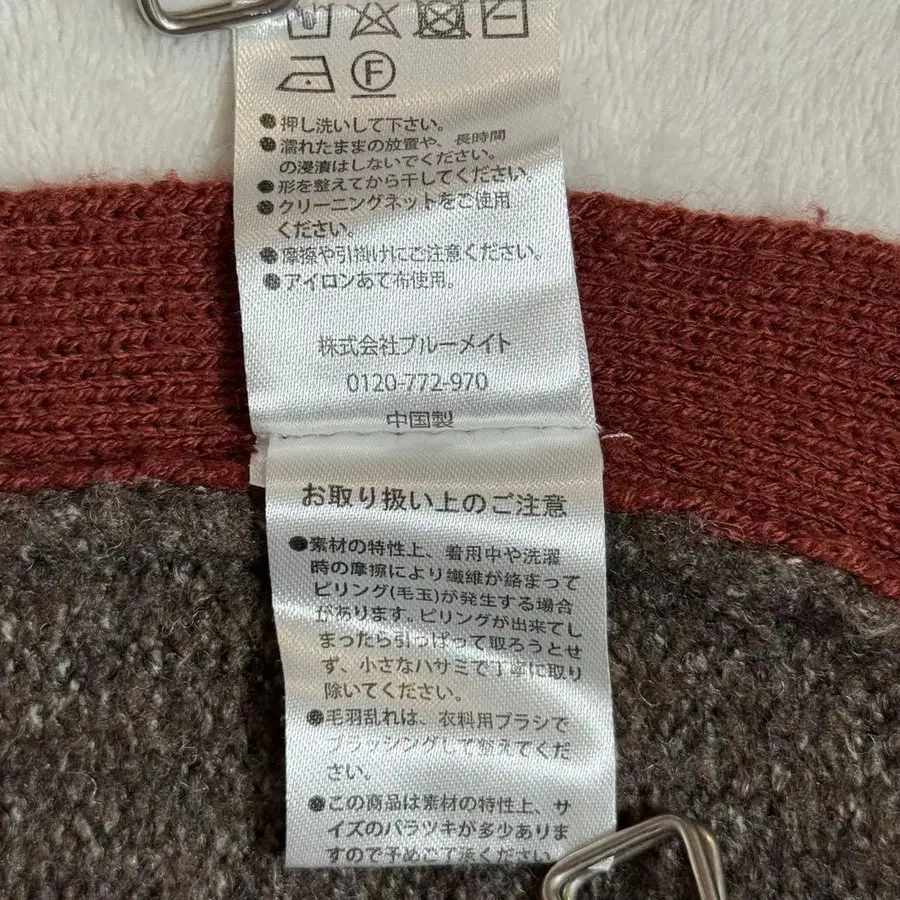 F
●押し洗いして下さい。
●濡れたままの放置や、長時間
の浸漬はしないでください。
●形を整えてから干してください。
●クリーニングネットをご使用
ください。
●摩擦や引掛けにご注意ください。
●アイロンあて布使用。
株式会社ブルーメイト
0120-772-970
中国製
お取り扱い上のご注意
●素材の特性上、着用中や洗濯
時の摩擦により繊維が絡まって
ピリング(毛玉)が発生する場合
があります。ピリングが出来てし
まったら引っぱって取ろうとせ
ず、小さなハサミで丁寧に取り
除いてください。
●毛羽乱れは、衣料用ブラシで
ブラッシングして整えてくだ
さい。
●この商品は素材の特性上、サ
イズのバラツキが多少ありま
すので予めご了承ください。